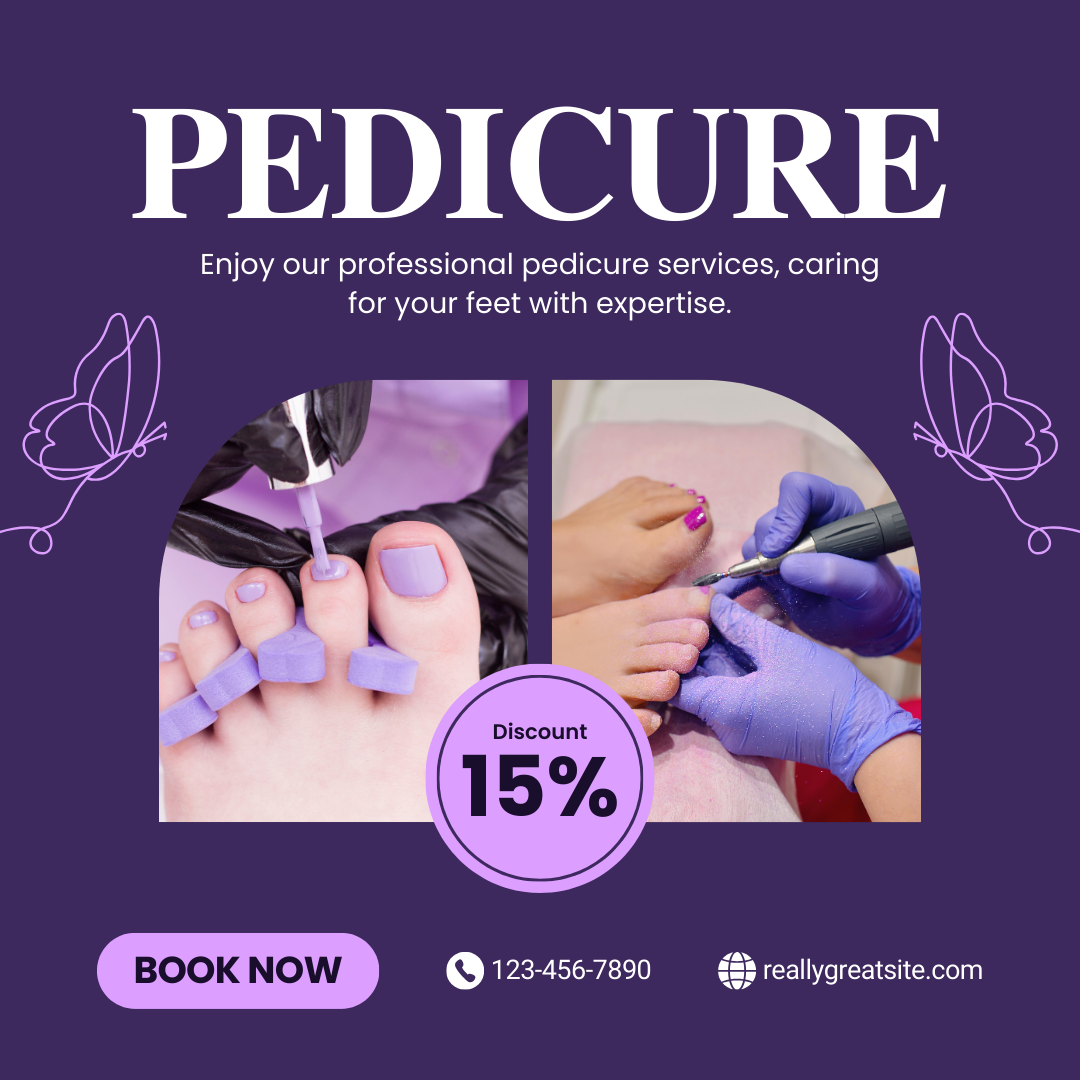 PEDICURE
Enjoy our professional pedicure services, caring
for your feet with expertise.
Discount
15%
BOOK NOW
123-456-7890
reallygreatsite.com